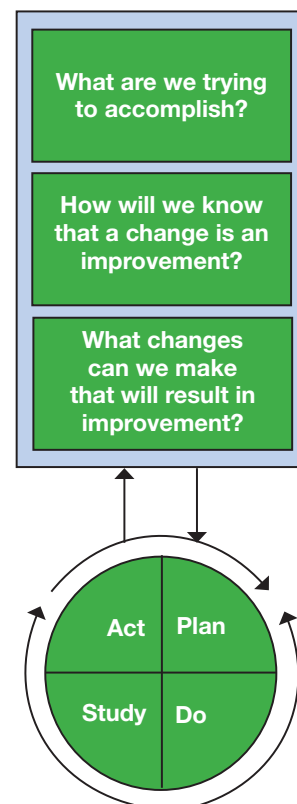 What are we trying
to accomplish?
How will we know
that a change is an
improvement?
What changes
can we make
that will result in
improvement?
Act
Plan
Study
Do